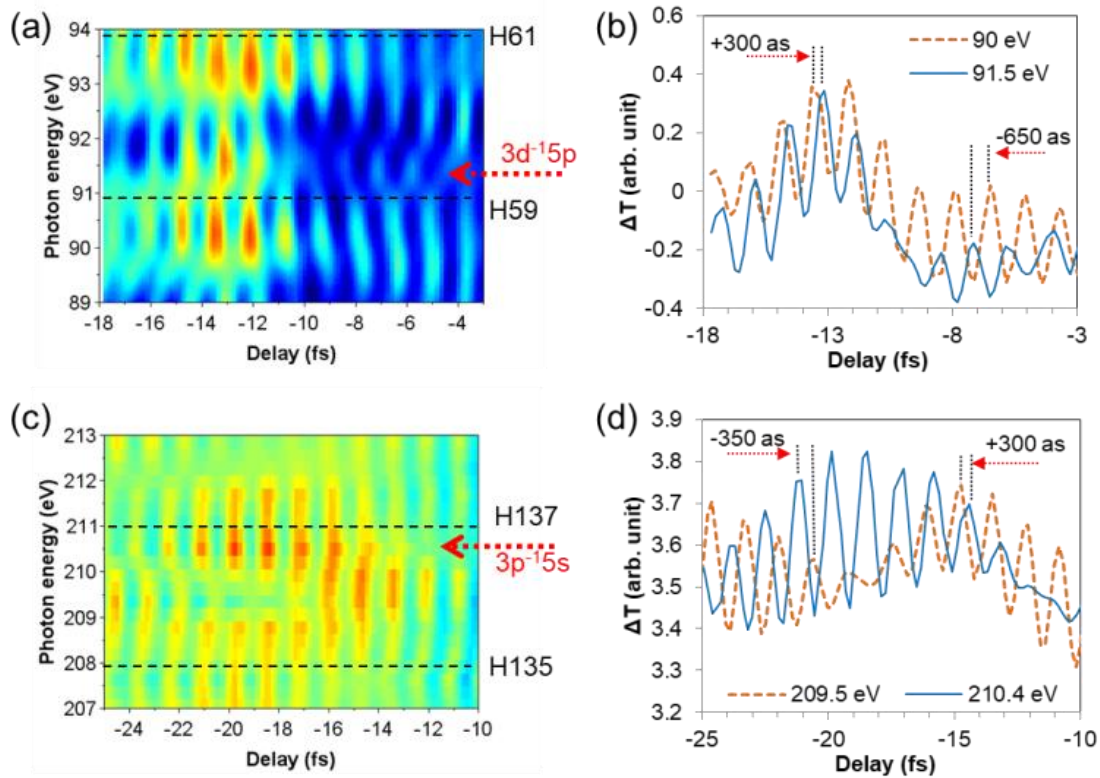 (a)
94
93
92
91
90
89
Photon energy (eV)
-18 -16 -14 -12 -10 -8 -6 -4
Delay (fs)
H61
3d⁻¹5p
H59
(b)
0.6
0.4
0.2
0
-0.2
-0.4
ΔT (arb. unit)
+300 as
90 eV
91.5 eV
-650 as
-18 -13 -8 -3
Delay (fs)
(c)
213
212
211
210
209
208
207
Photon energy (eV)
-24 -22 -20 -18 -16 -14 -12 -10
Delay (fs)
H137
3p⁻¹5s
H135
(d)
3.9
3.8
3.7
3.6
3.5
3.4
3.3
3.2
ΔT (arb. unit)
-350 as
+300 as
209.5 eV 210.4 eV
-25 -20 -15 -10
Delay (fs)